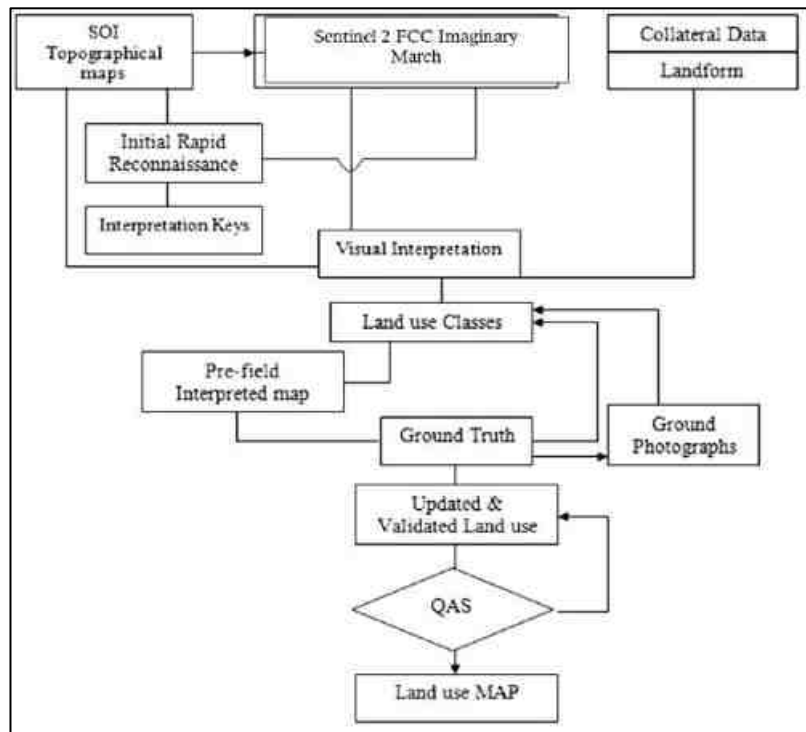 SOI
Topographical
maps
Sentinel 2 FCC Imaginary
March
Collateral Data
Landform
Initial Rapid
Reconnaissance
Interpretation Keys
Visual Interpretation
Land use Classes
Pre-field
Interpreted map
Ground Truth
Ground
Photographs
Updated &
Validated Land use
QAS
Land use MAP